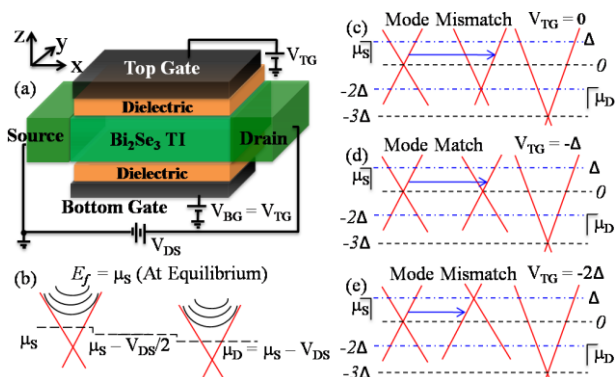 z
y
x
(a)
V_TG
Top Gate
Dielectric
Source
Bi₂Se₃ TI
Drain
Dielectric
Bottom Gate
V_BG = V_TG
V_DS
(b)
E_f = μ_S (At Equilibrium)
μ_S
μ_S – V_DS/2
μ_D = μ_S – V_DS
(c)
Mode Mismatch
V_TG = 0
μ_S
Δ
0
-2Δ
μ_D
-3Δ
(d)
Mode Match
V_TG = -Δ
μ_S
Δ
0
-2Δ
μ_D
-3Δ
(e)
Mode Mismatch
V_TG = -2Δ
μ_S
Δ
0
-2Δ
μ_D
-3Δ